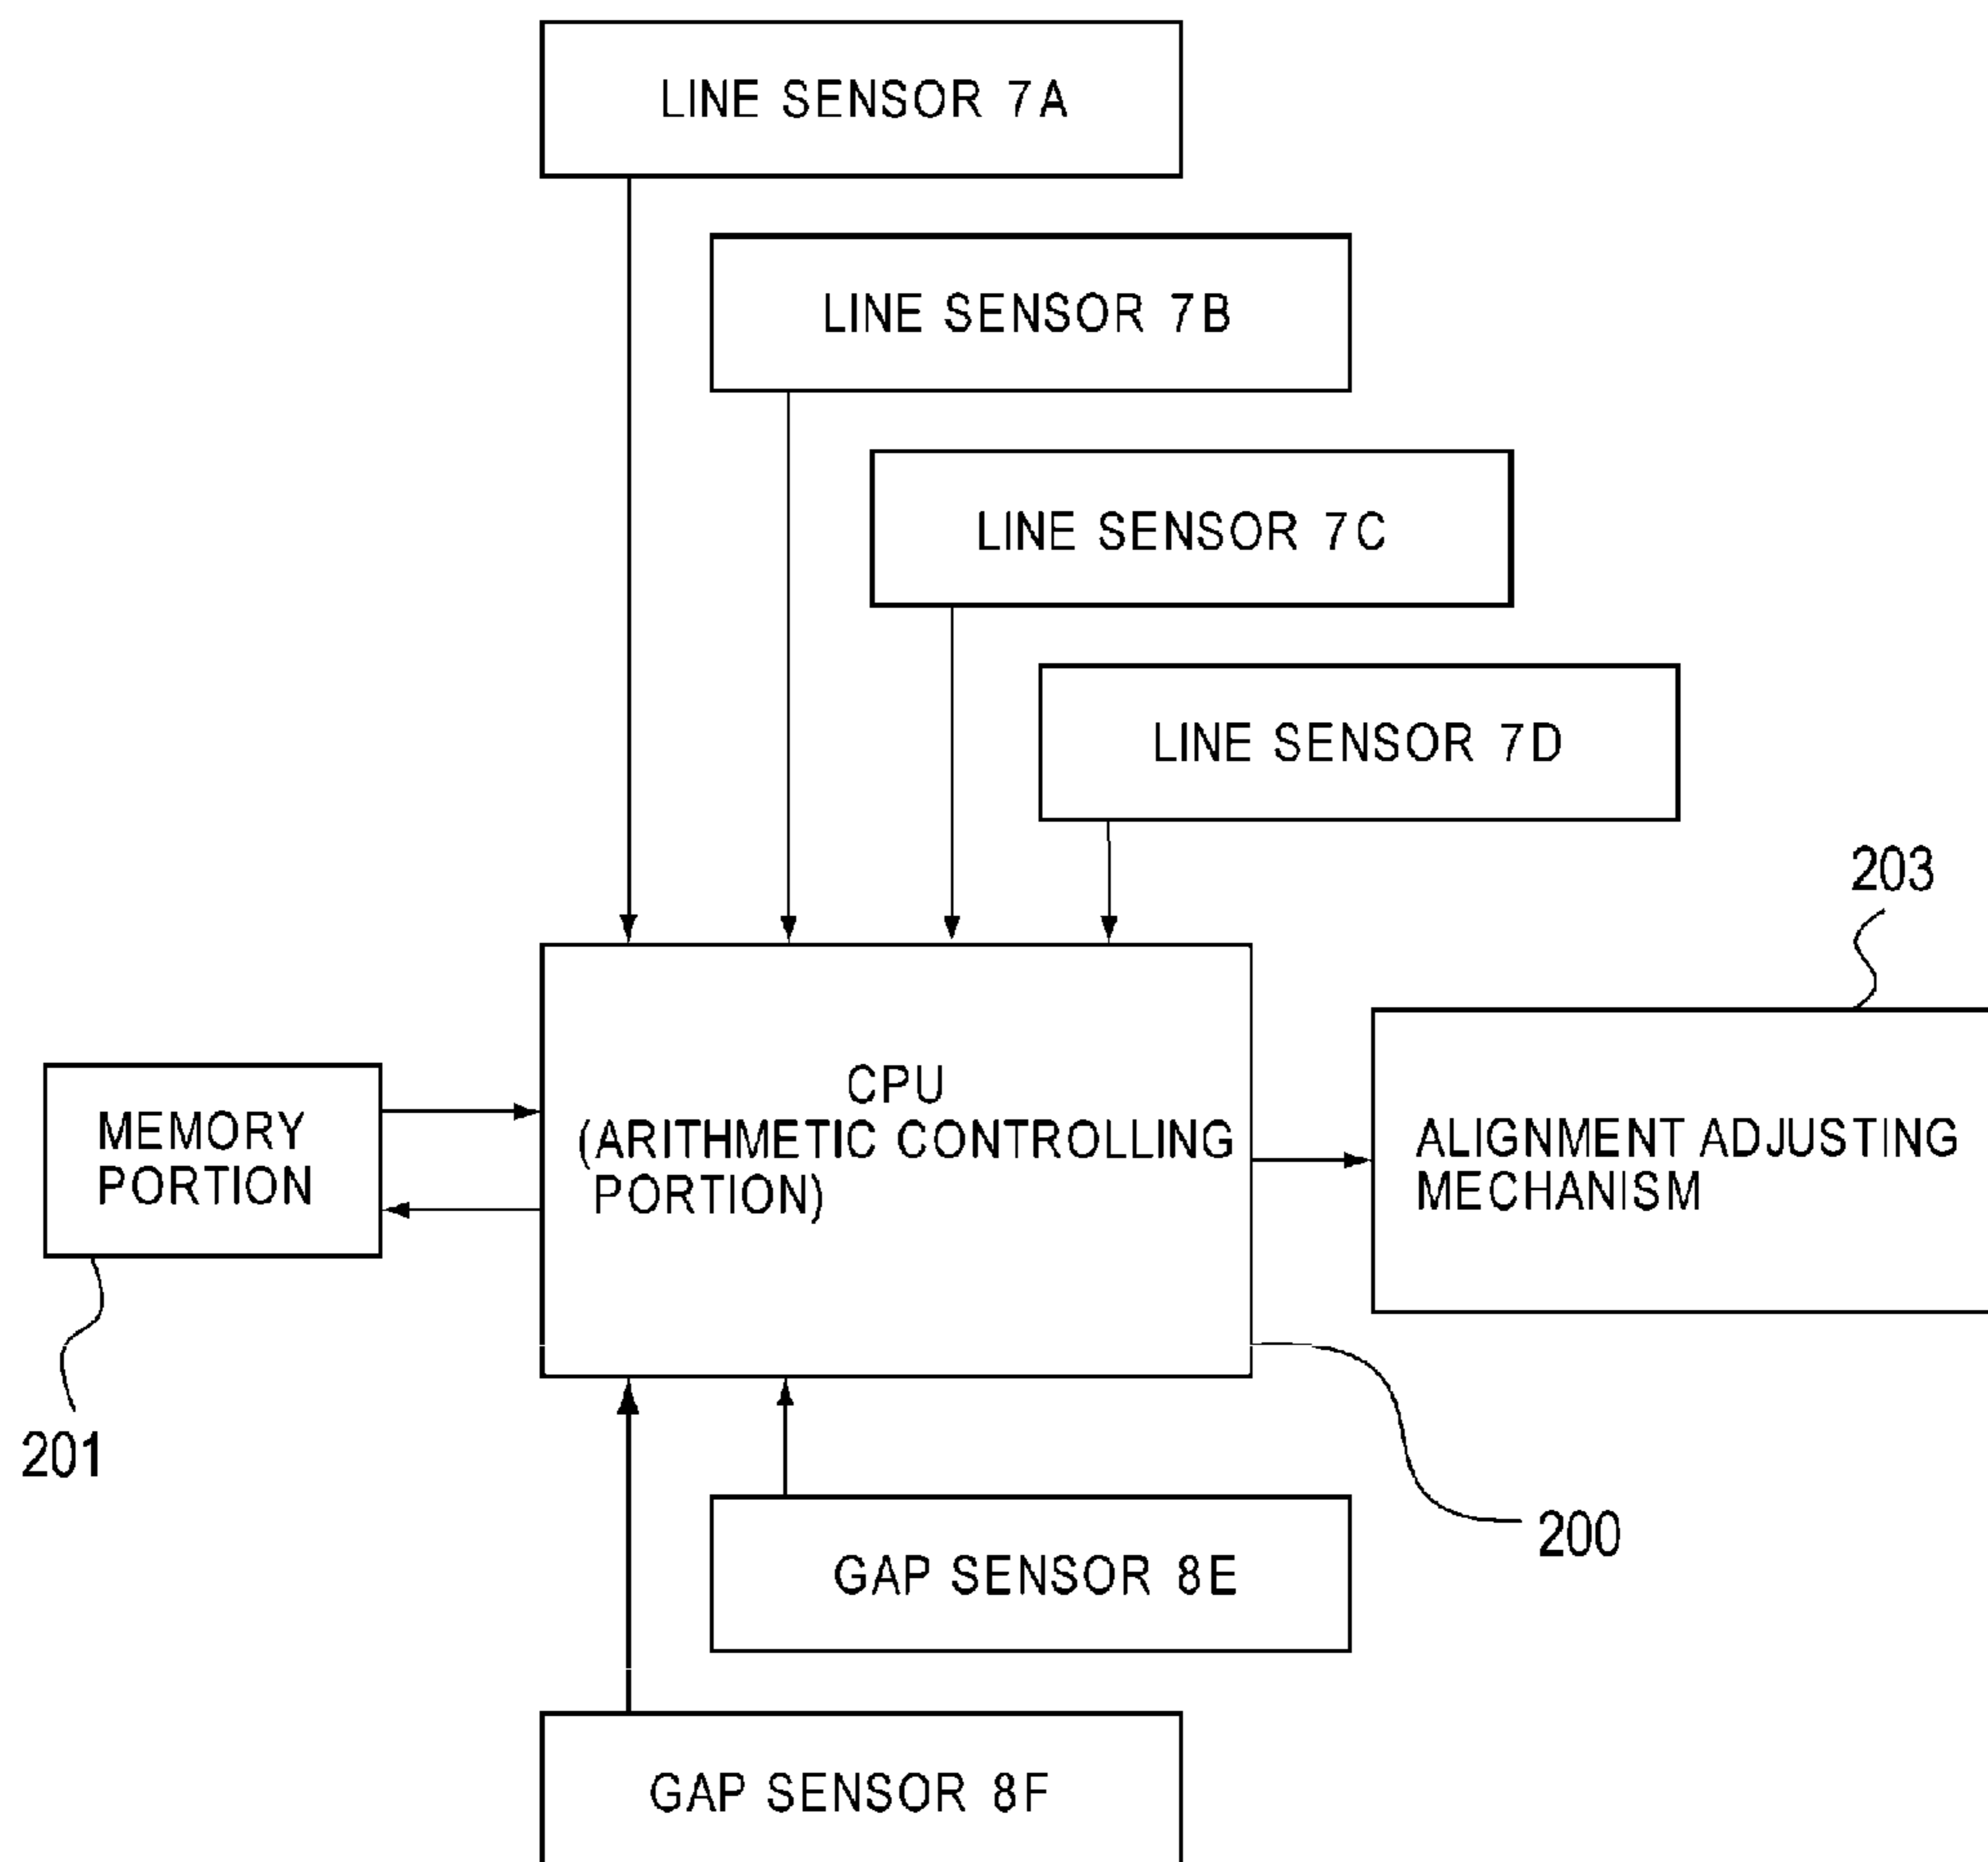 LINE SENSOR 7A
LINE SENSOR 7B
LINE SENSOR 7C
LINE SENSOR 7D
203
CPU
(ARITHMETIC CONTROLLING
PORTION)
MEMORY
PORTION
ALIGNMENT ADJUSTING
MECHANISM
201
200
GAP SENSOR 8E
GAP SENSOR 8F